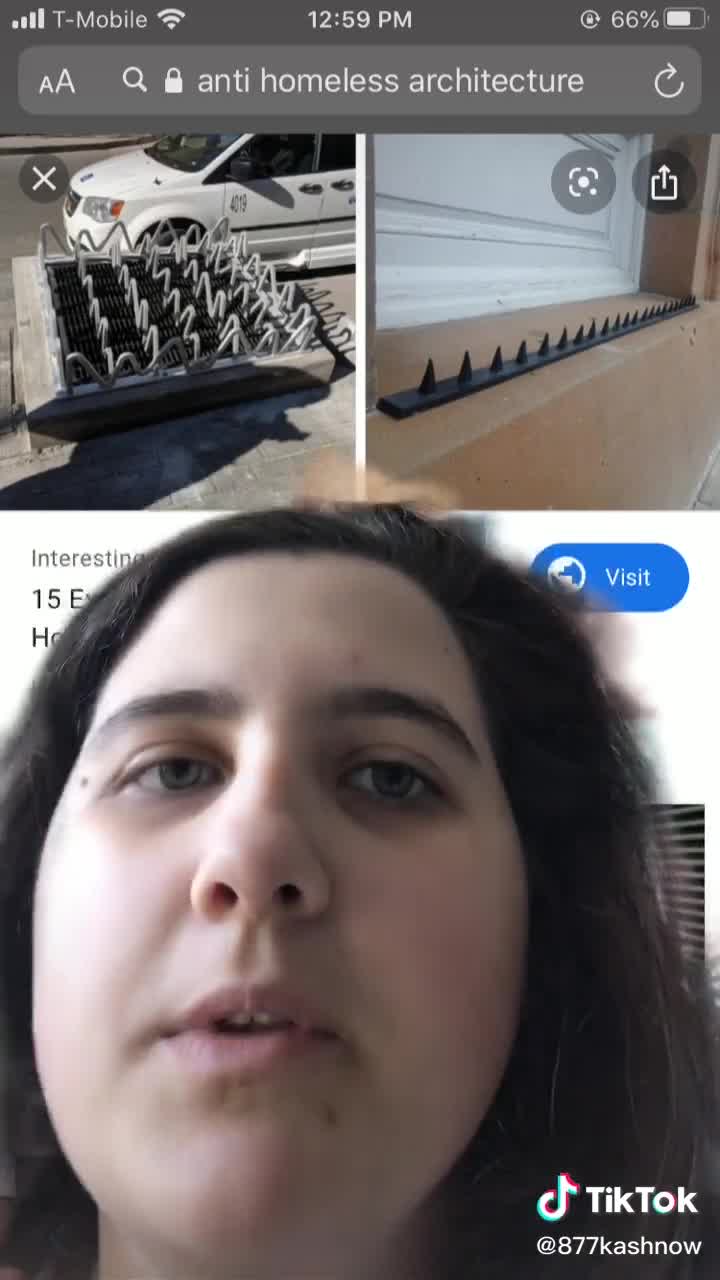 T-Mobile 12:59 PM 66%
AA anti homeless architecture
4019
Interesting
15
Visit
TikTok
@877kashnow